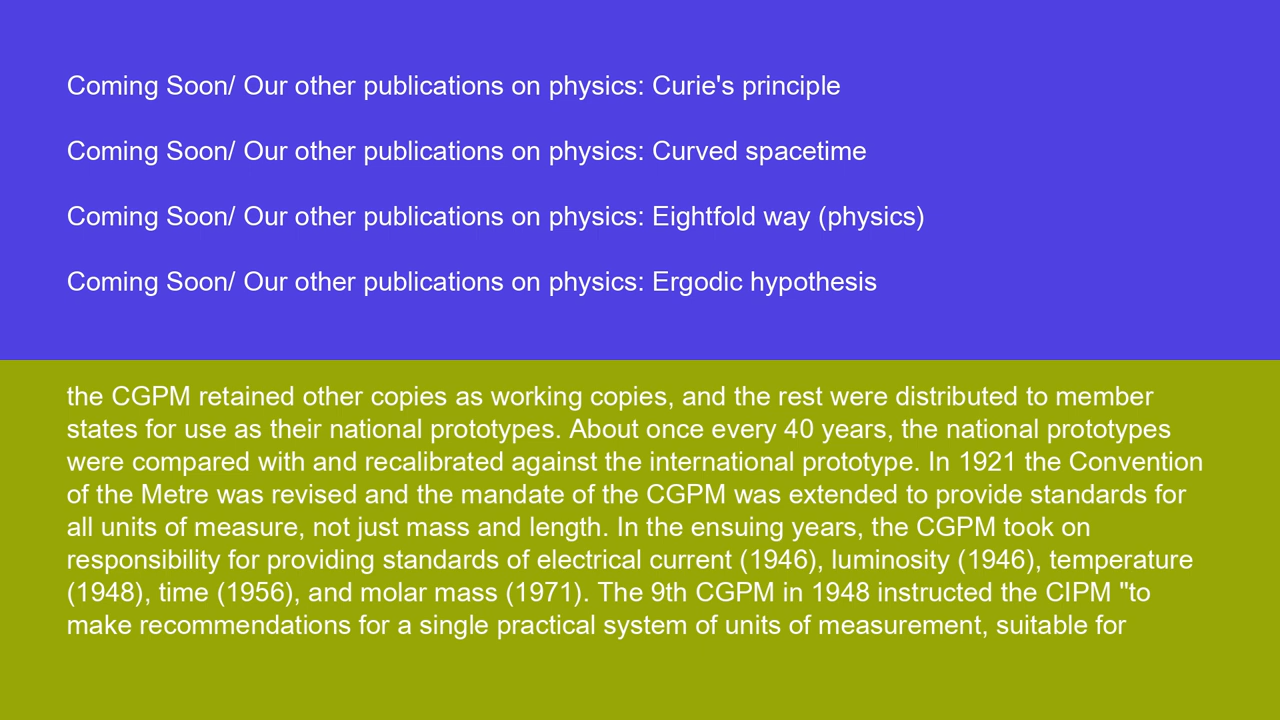 Coming Soon/ Our other publications on physics: Curie's principle
Coming Soon/ Our other publications on physics: Curved spacetime
Coming Soon/ Our other publications on physics: Eightfold way (physics)
Coming Soon/ Our other publications on physics: Ergodic hypothesis
the CGPM retained other copies as working copies, and the rest were distributed to member
states for use as their national prototypes. About once every 40 years, the national prototypes
were compared with and recalibrated against the international prototype. In 1921 the Convention
of the Metre was revised and the mandate of the CGPM was extended to provide standards for
all units of measure, not just mass and length. In the ensuing years, the CGPM took on
responsibility for providing standards of electrical current (1946), luminosity (1946), temperature
(1948), time (1956), and molar mass (1971). The 9th CGPM in 1948 instructed the CIPM "to
make recommendations for a single practical system of units of measurement, suitable for